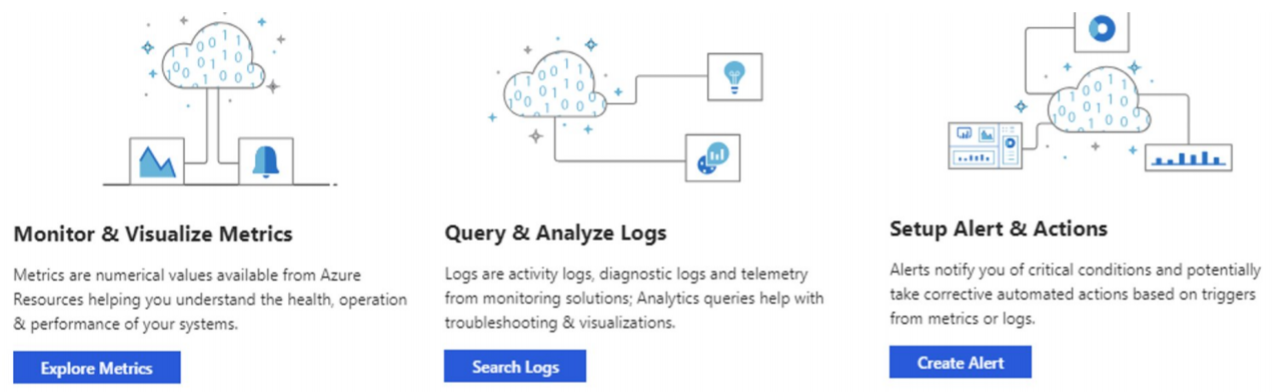 Monitor & Visualize Metrics
Metrics are numerical values available from Azure
Resources helping you understand the health, operation
& performance of your systems.
Explore Metrics
Query & Analyze Logs
Logs are activity logs, diagnostic logs and telemetry
from monitoring solutions; Analytics queries help with
troubleshooting & visualizations.
Search Logs
Setup Alert & Actions
Alerts notify you of critical conditions and potentially
take corrective automated actions based on triggers
from metrics or logs.
Create Alert